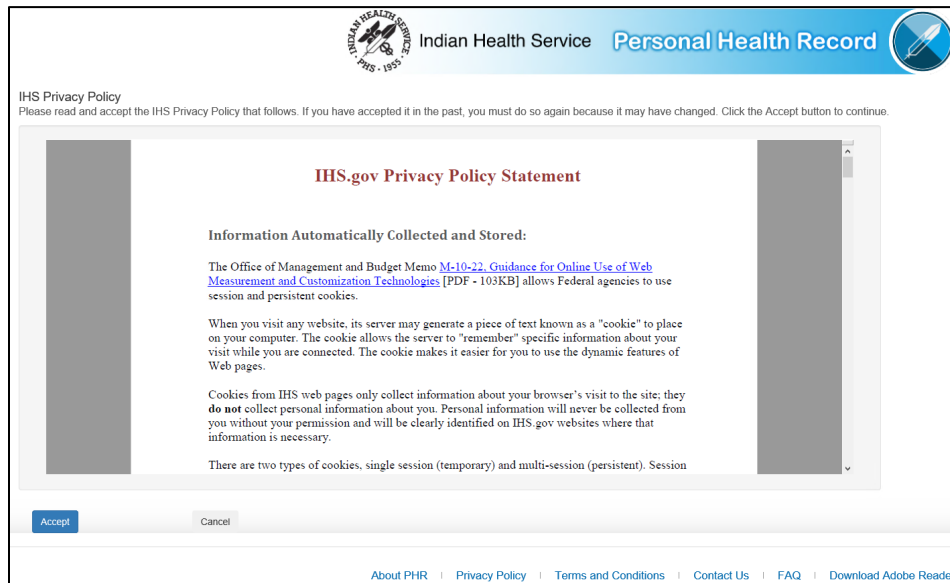 INDIAN HEALTH SERVICE
PHS - 1955
Indian Health Service
Personal Health Record
IHS Privacy Policy
Please read and accept the IHS Privacy Policy that follows. If you have accepted it in the past, you must do so again because it may have changed. Click the Accept button to continue.
IHS.gov Privacy Policy Statement
Information Automatically Collected and Stored:
The Office of Management and Budget Memo M-10-22, Guidance for Online Use of Web
Measurement and Customization Technologies [PDF - 103KB] allows Federal agencies to use
session and persistent cookies.
When you visit any website, its server may generate a piece of text known as a "cookie" to place
on your computer. The cookie allows the server to "remember" specific information about your
visit while you are connected. The cookie makes it easier for you to use the dynamic features of
Web pages.
Cookies from IHS web pages only collect information about your browser's visit to the site; they
do not collect personal information about you. Personal information will never be collected from
you without your permission and will be clearly identified on IHS.gov websites where that
information is necessary.
There are two types of cookies, single session (temporary) and multi-session (persistent). Session
Accept Cancel
About PHR | Privacy Policy | Terms and Conditions | Contact Us | FAQ | Download Adobe Reade